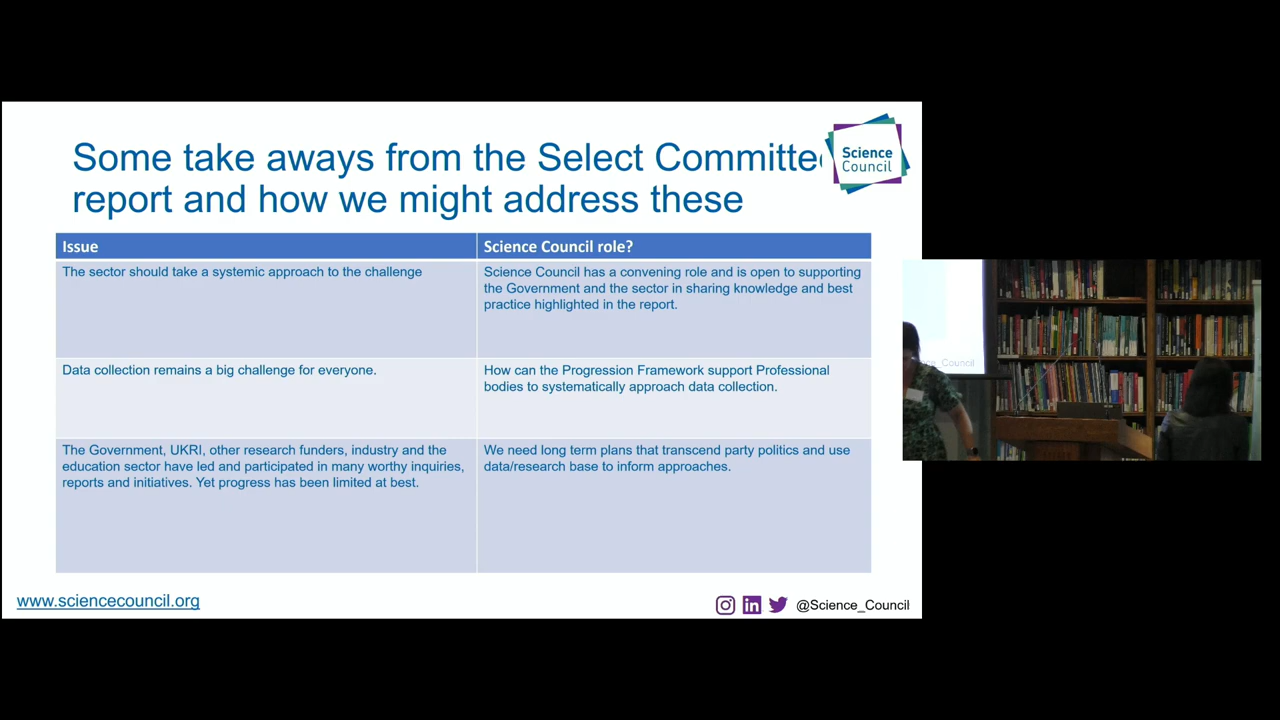 Some take aways from the Select Committee
report and how we might address these
Science
Council
Issue
Science Council role?
The sector should take a systemic approach to the challenge
Science Council has a convening role and is open to supporting
the Government and the sector in sharing knowledge and best
practice highlighted in the report.
Data collection remains a big challenge for everyone.
How can the Progression Framework support Professional
bodies to systematically approach data collection.
The Government, UKRI, other research funders, industry and the
education sector have led and participated in many worthy inquiries,
reports and initiatives. Yet progress has been limited at best.
We need long term plans that transcend party politics and use
data/research base to inform approaches.
www.sciencecouncil.org
@Science_Council